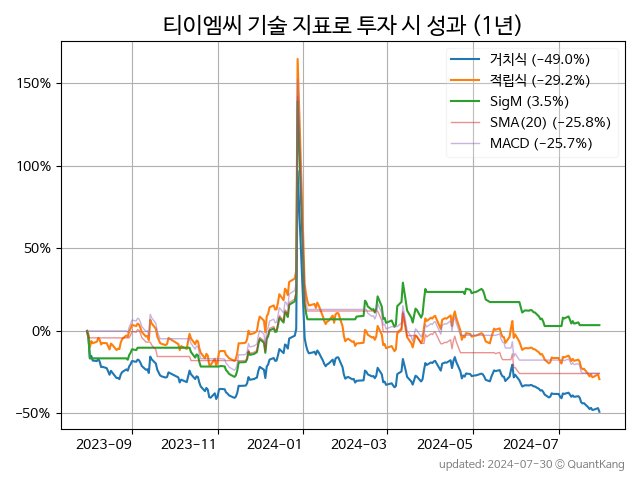 티이엠씨 기술 지표로 투자 시 성과 (1년)
거치식 (−49.0%)
적립식 (−29.2%)
SigM (3.5%)
SMA(20) (−25.8%)
MACD (−25.7%)
150%
100%
50%
0%
−50%
2023-09
2023-11
2024-01
2024-03
2024-05
2024-07
updated: 2024-07-30 © QuantKang